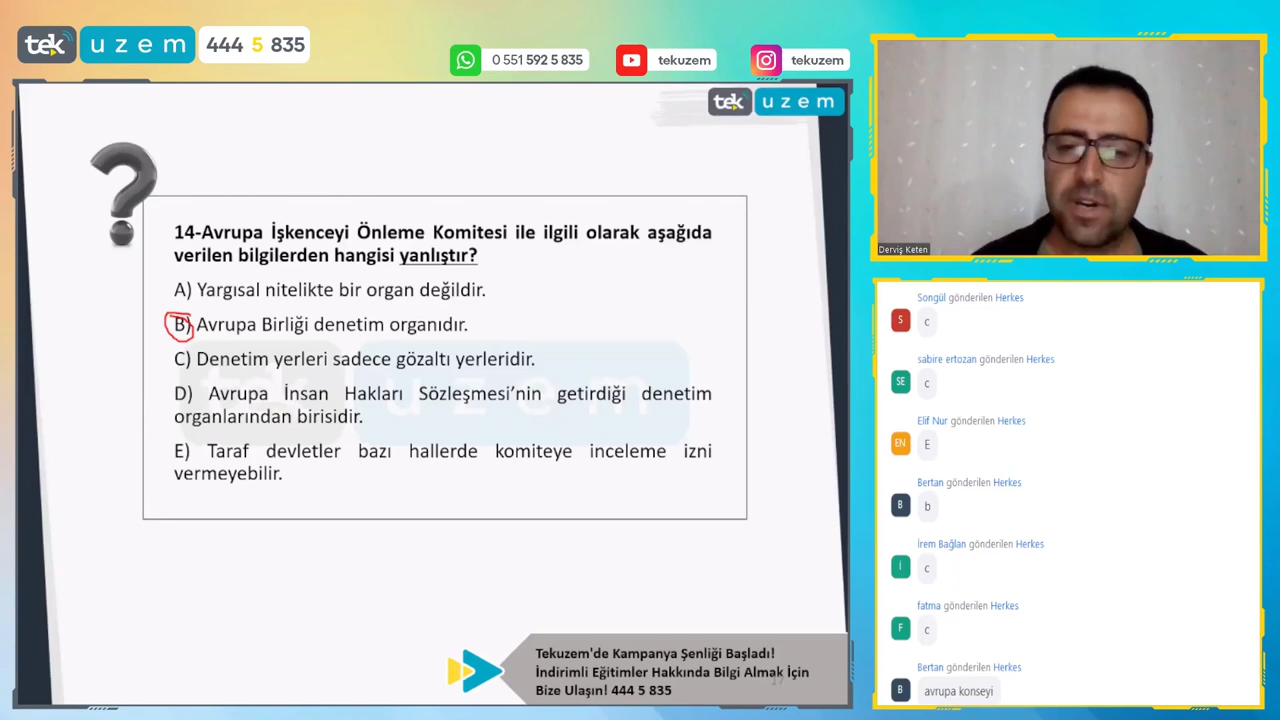 tek uzem 444 5 835
0 551 592 5 835
tekuzem
tekuzem
tek uzem
14-Avrupa İşkenceyi Önleme Komitesi ile ilgili olarak aşağıda
verilen bilgilerden hangisi yanlıştır?
A) Yargısal nitelikte bir organ değildir.
B) Avrupa Birliği denetim organıdır.
C) Denetim yerleri sadece gözaltı yerleridir.
D) Avrupa İnsan Hakları Sözleşmesi’nin getirdiği denetim
organlarından birisidir.
E) Taraf devletler bazı hallerde komiteye inceleme izni
vermeyebilir.
tek uzem
Tekuzem'de Kampanya Şenliği Başladı!
İndirimli Eğitimler Hakkında Bilgi Almak İçin
Bize Ulaşın! 444 5 835
17
Derviş Keten
Songül gönderilen Herkes
S
c
sabire ertozan gönderilen Herkes
SE
c
Elif Nur gönderilen Herkes
EN
E
Bertan gönderilen Herkes
B
b
İrem Bağlan gönderilen Herkes
İ
c
fatma gönderilen Herkes
F
c
Bertan gönderilen Herkes
B
avrupa konseyi